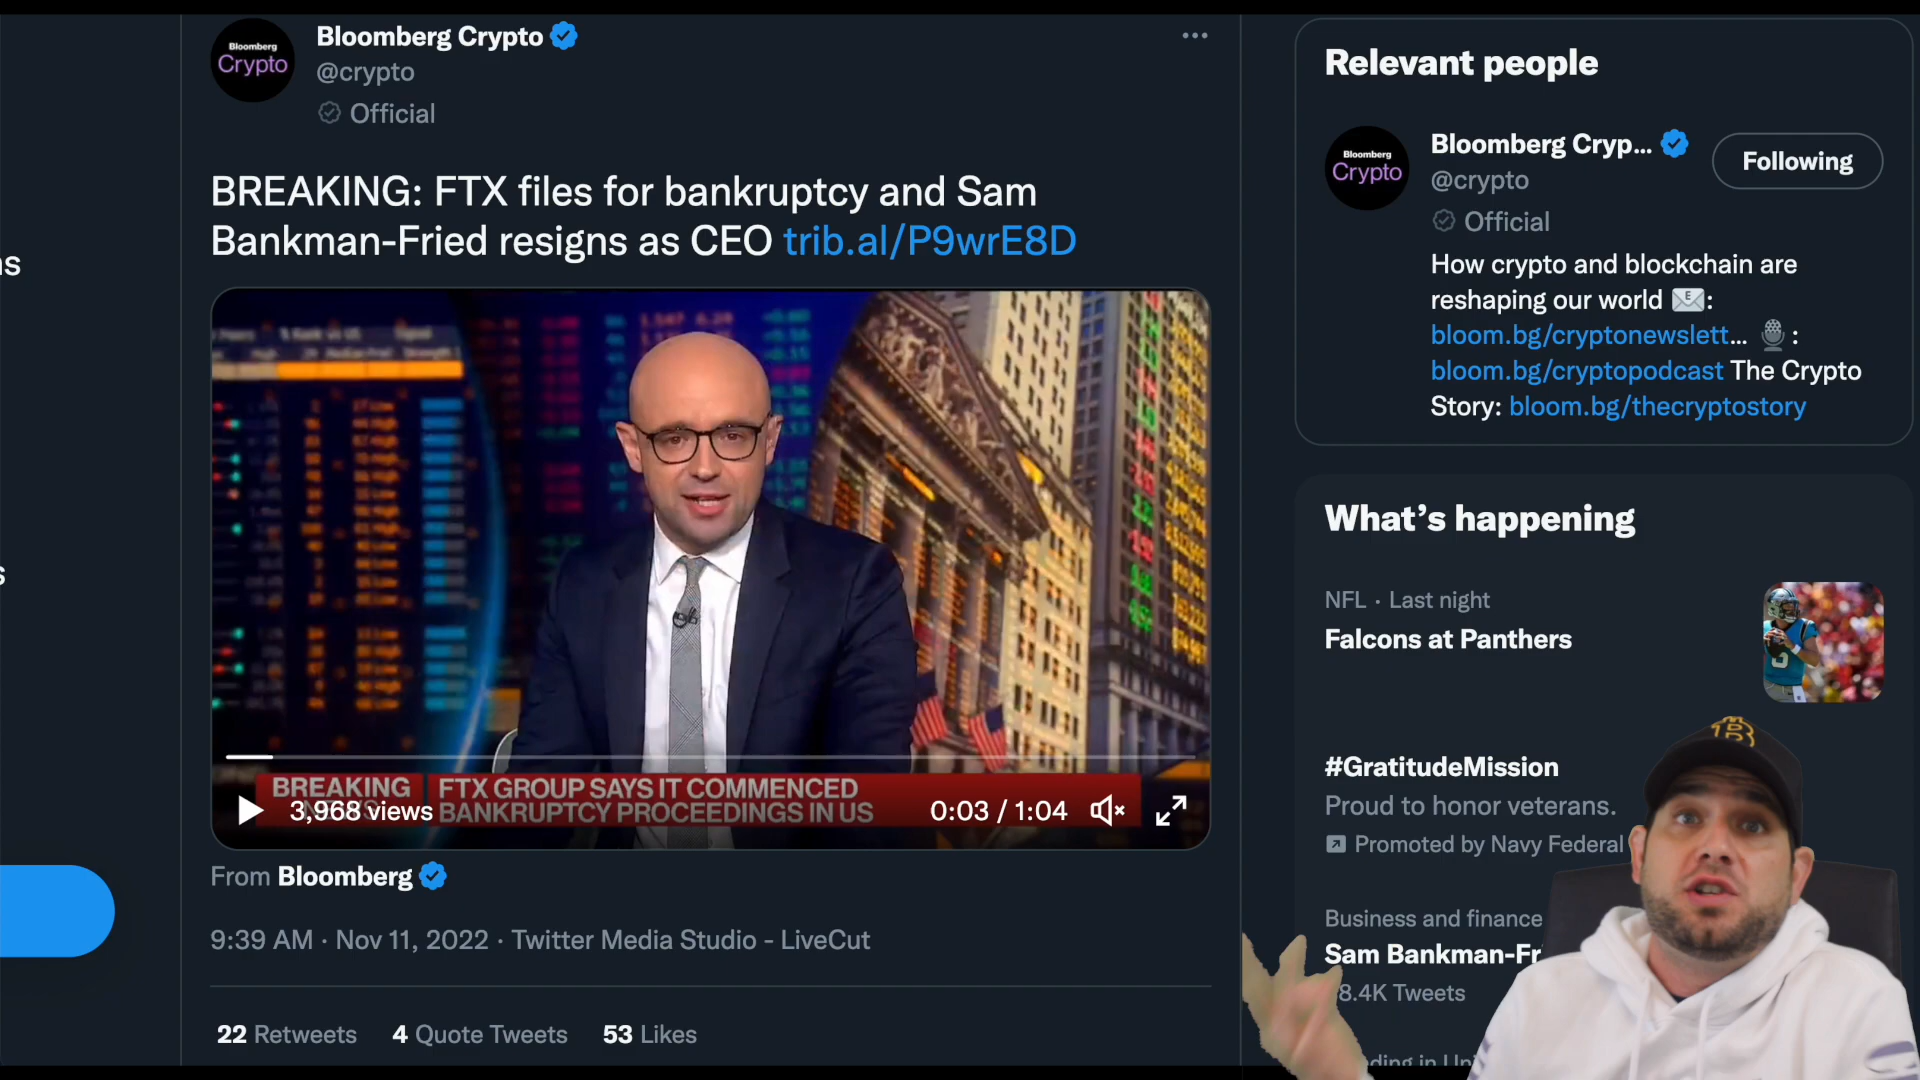 Bloomberg
Crypto
Bloomberg Crypto
@crypto
Official
BREAKING: FTX files for bankruptcy and Sam
Bankman-Fried resigns as CEO trib.al/P9wrE8D
BREAKING
FTX GROUP SAYS IT COMMENCED
BANKRUPTCY PROCEEDINGS IN US
3,968 views
0:03 / 1:04
From Bloomberg
9:39 AM · Nov 11, 2022 · Twitter Media Studio - LiveCut
22 Retweets 4 Quote Tweets 53 Likes
Relevant people
Bloomberg
Crypto
Bloomberg Cryp...
Following
@crypto
Official
How crypto and blockchain are
reshaping our world 📧:
bloom.bg/cryptonewslett... 🎙:
bloom.bg/cryptopodcast The Crypto
Story: bloom.bg/thecryptostory
What's happening
NFL · Last night
Falcons at Panthers
#GratitudeMission
Proud to honor veterans.
Promoted by Navy Federal
Business and finance
Sam Bankman-Fr
8.4K Tweets